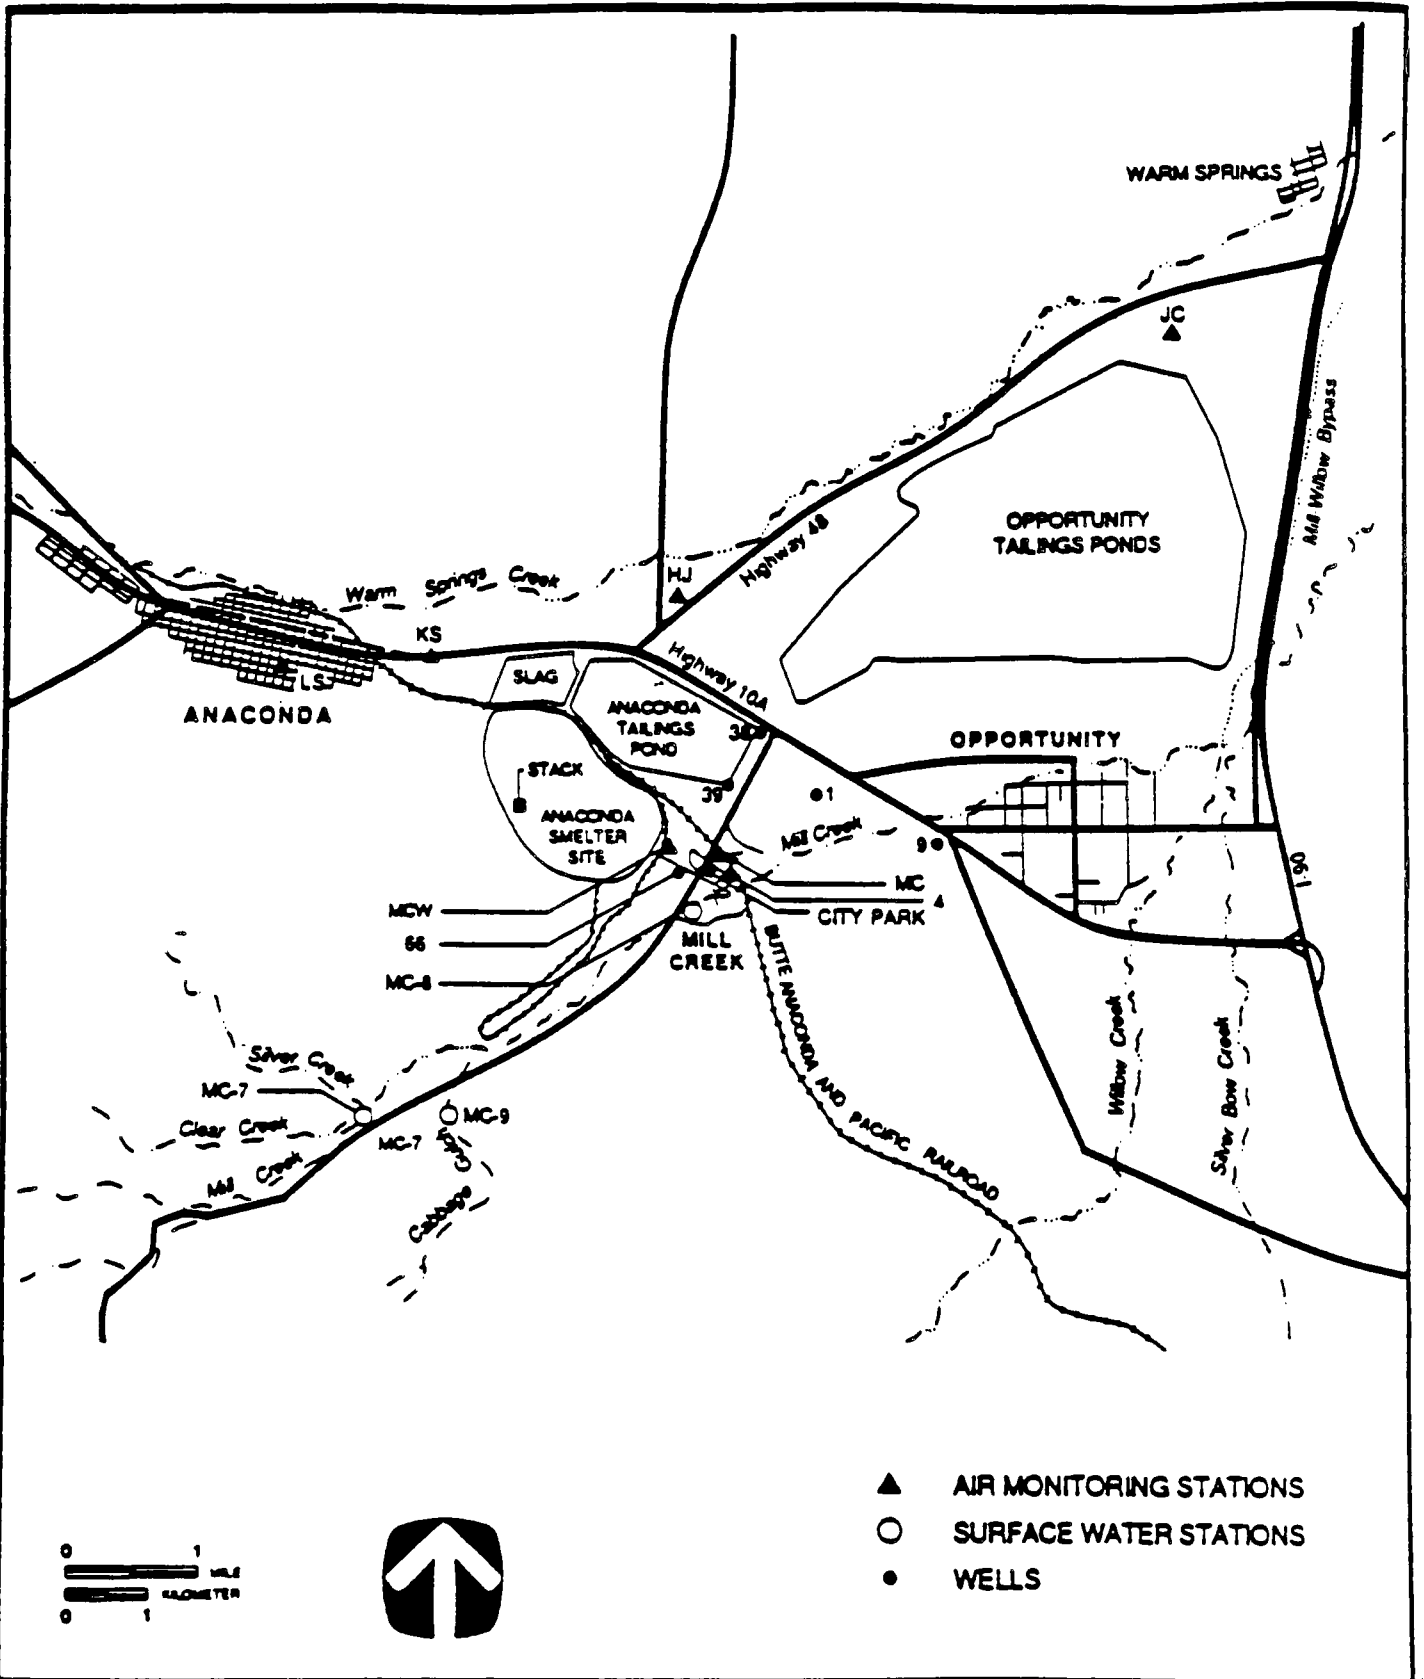 WARM SPRINGS
JC
Mill Willow Bypass
OPPORTUNITY
TAILINGS PONDS
Highway 48
HJ
Warm Springs Creek
KS
Highway 10A
SLAG
LS
ANACONDA
ANACONDA
TAILINGS
POND
OPPORTUNITY
STACK
39
1
ANACONDA
SMELTER
SITE
Mill Creek
9
I-90
MC
4
CITY PARK
MCW
66
MC-8
MILL
CREEK
BUTTE ANACONDA AND PACIFIC RAILROAD
Willow Creek
Silver Bow Creek
Silver Creek
MC-7
Clear Creek
MC-9
MC-7
Mill Creek
Cabbage Gulch
AIR MONITORING STATIONS
SURFACE WATER STATIONS
WELLS
0 1
MILE
KILOMETER
0 1